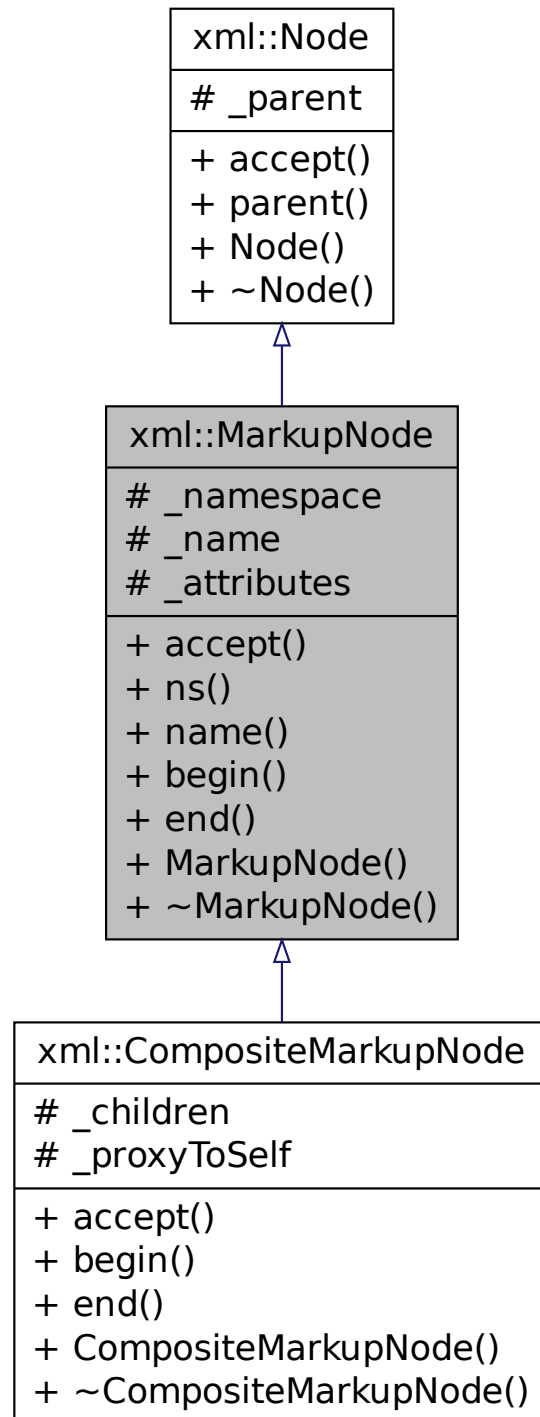 xml::Node
# _parent
+ accept()
+ parent()
+ Node()
+ ~Node()
xml::MarkupNode
# _namespace
# _name
# _attributes
+ accept()
+ ns()
+ name()
+ begin()
+ end()
+ MarkupNode()
+ ~MarkupNode()
xml::CompositeMarkupNode
# _children
# _proxyToSelf
+ accept()
+ begin()
+ end()
+ CompositeMarkupNode()
+ ~CompositeMarkupNode()